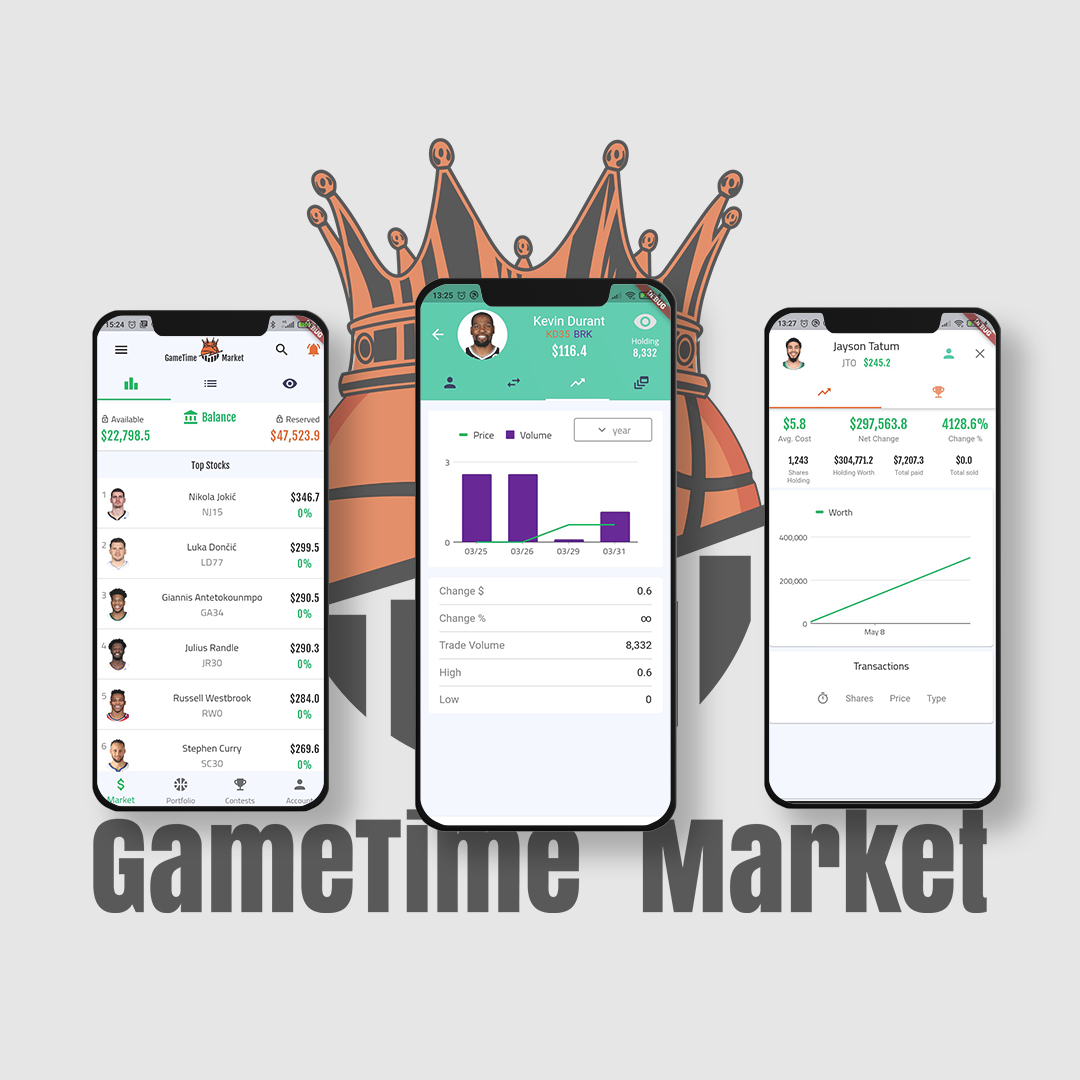 15:24
GameTime Market
Available
Balance
Reserved
$22,798.5
$47,523.9
Top Stocks
1
Nikola Jokić
$346.7
NJ15
0%
2
Luka Dončić
$299.5
LD77
0%
3
Giannis Antetokounmpo
$290.5
GA34
0%
4
Julius Randle
$290.3
JR30
0%
5
Russell Westbrook
$284.0
RW0
0%
6
Stephen Curry
$269.6
SC30
0%
$
Market
Portfolio
Contests
Account
13:25
Kevin Durant
KD35 BRK
$116.4
Holding
8,332
Price
Volume
year
3
0
03/25 03/26 03/29 03/31
Change $ 0.6
Change % ∞
Trade Volume 8,332
High 0.6
Low 0
13:27
Jayson Tatum
JT0 $245.2
$5.8 $297,563.8 4128.6%
Avg. Cost Net Change Change %
1,243 $304,771.2 $7,207.3 $0.0
Shares Holding Worth Total paid Total sold
Holding
Worth
400,000
200,000
0
May 8
Transactions
Shares Price Type
GameTime Market